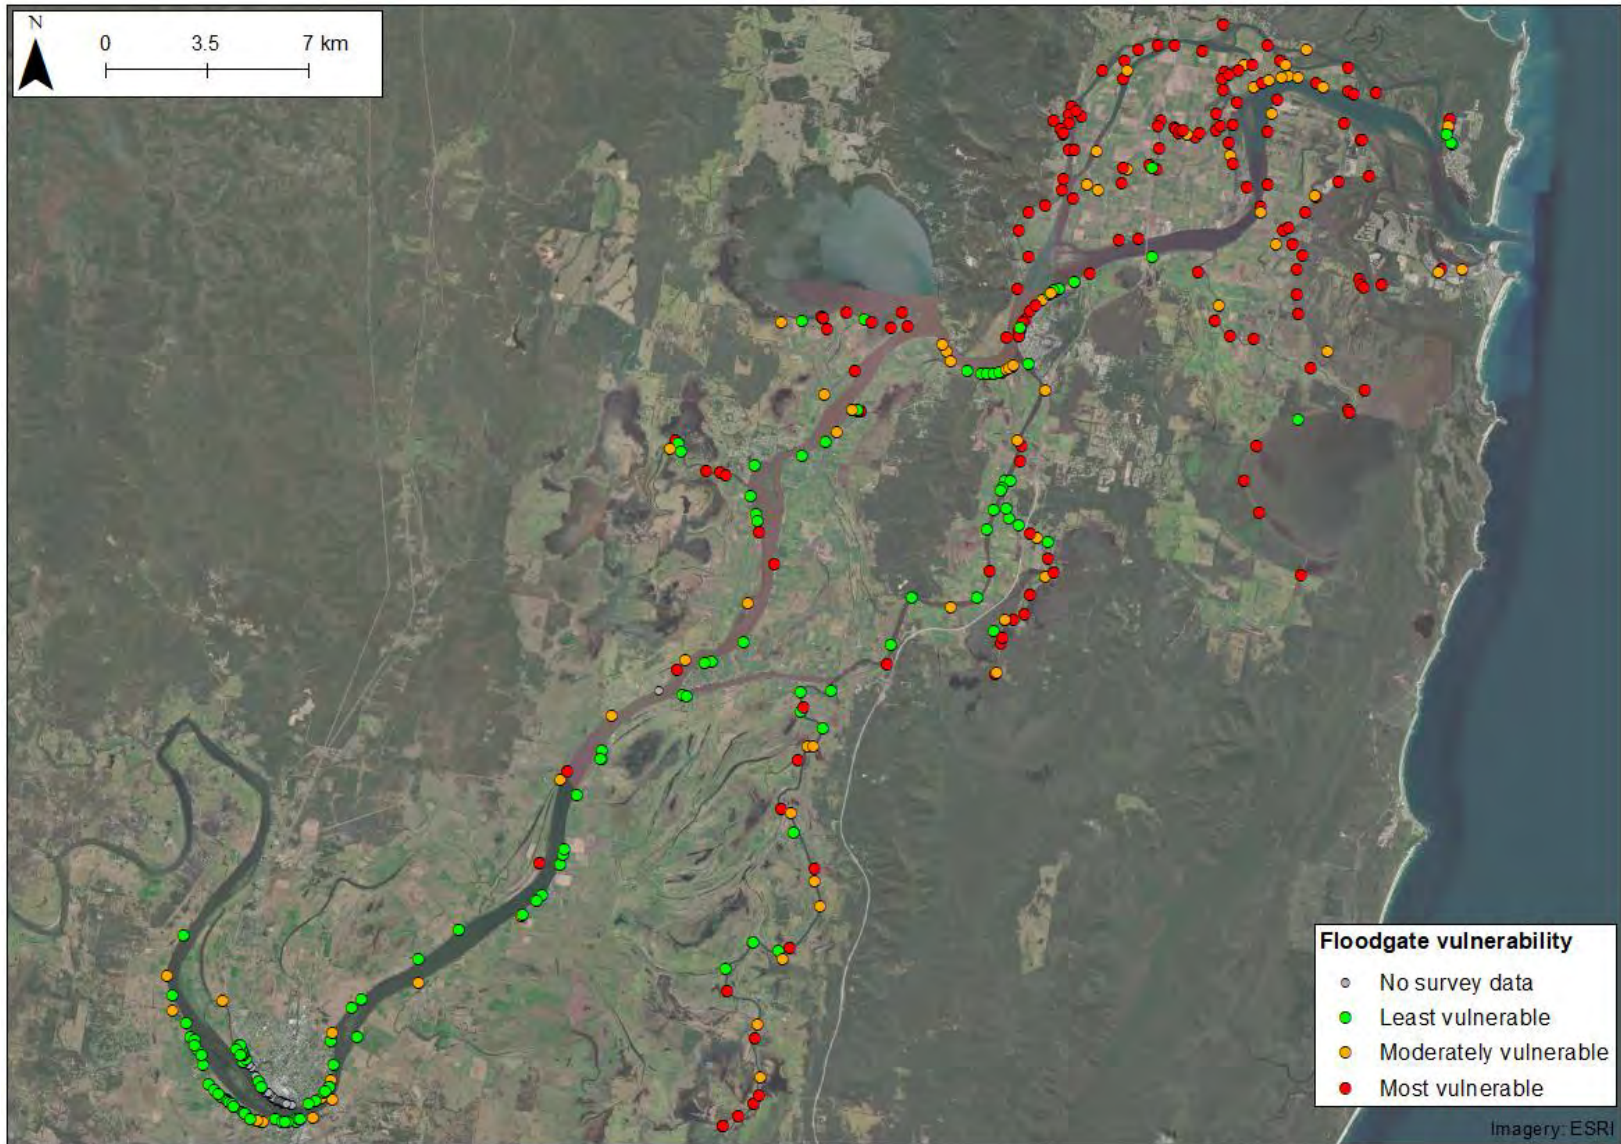 N
0 3.5 7 km
Floodgate vulnerability
No survey data
Least vulnerable
Moderately vulnerable
Most vulnerable
Imagery: ESRI